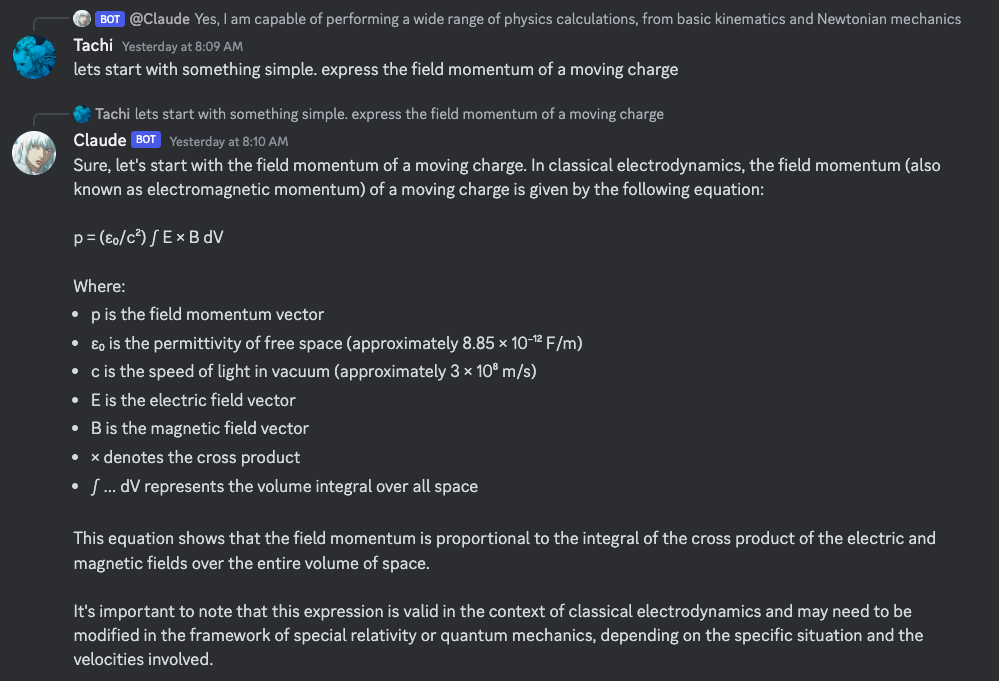 BOT @Claude Yes, I am capable of performing a wide range of physics calculations, from basic kinematics and Newtonian mechanics
Tachi Yesterday at 8:09 AM
lets start with something simple. express the field momentum of a moving charge
Tachi lets start with something simple. express the field momentum of a moving charge
Claude BOT Yesterday at 8:10 AM
Sure, let's start with the field momentum of a moving charge. In classical electrodynamics, the field momentum (also
known as electromagnetic momentum) of a moving charge is given by the following equation:
p = (ε₀/c²) ∫ E × B dV
Where:
• p is the field momentum vector
• ε₀ is the permittivity of free space (approximately 8.85 × 10⁻¹² F/m)
• c is the speed of light in vacuum (approximately 3 × 10⁸ m/s)
• E is the electric field vector
• B is the magnetic field vector
• × denotes the cross product
• ∫ ... dV represents the volume integral over all space
This equation shows that the field momentum is proportional to the integral of the cross product of the electric and
magnetic fields over the entire volume of space.
It's important to note that this expression is valid in the context of classical electrodynamics and may need to be
modified in the framework of special relativity or quantum mechanics, depending on the specific situation and the
velocities involved.